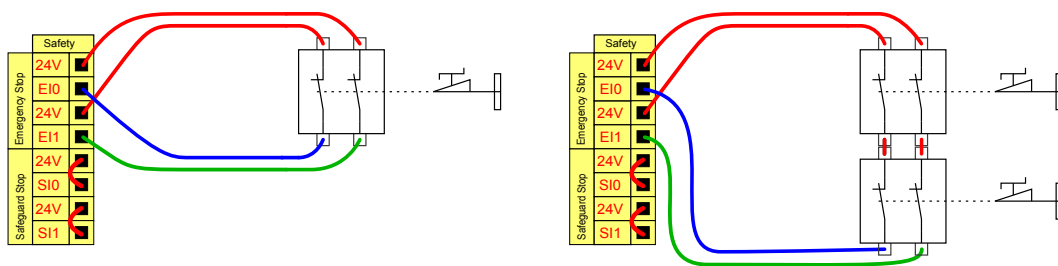 Safety
Emergency Stop
24V
EI0
24V
EI1
Safeguard Stop
24V
SI0
24V
SI1
Safety
Emergency Stop
24V
EI0
24V
EI1
Safeguard Stop
24V
SI0
24V
SI1